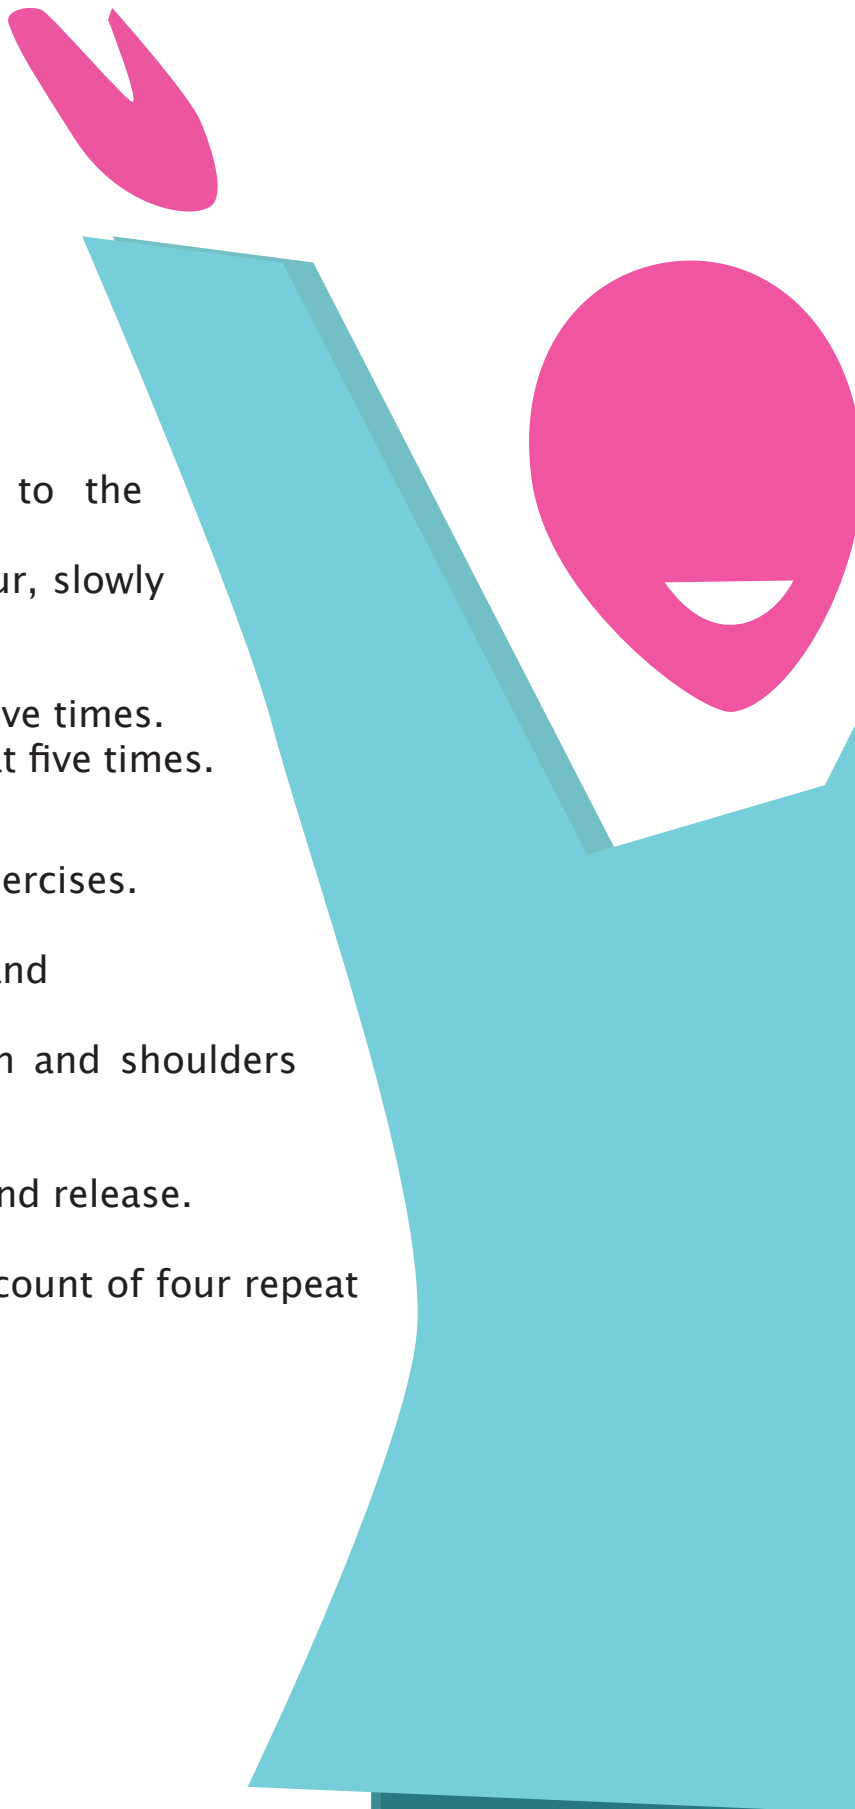 to the
ur, slowly
ve times.
t five times.
ercises.
nd
and shoulders
nd release.
count of four repeat